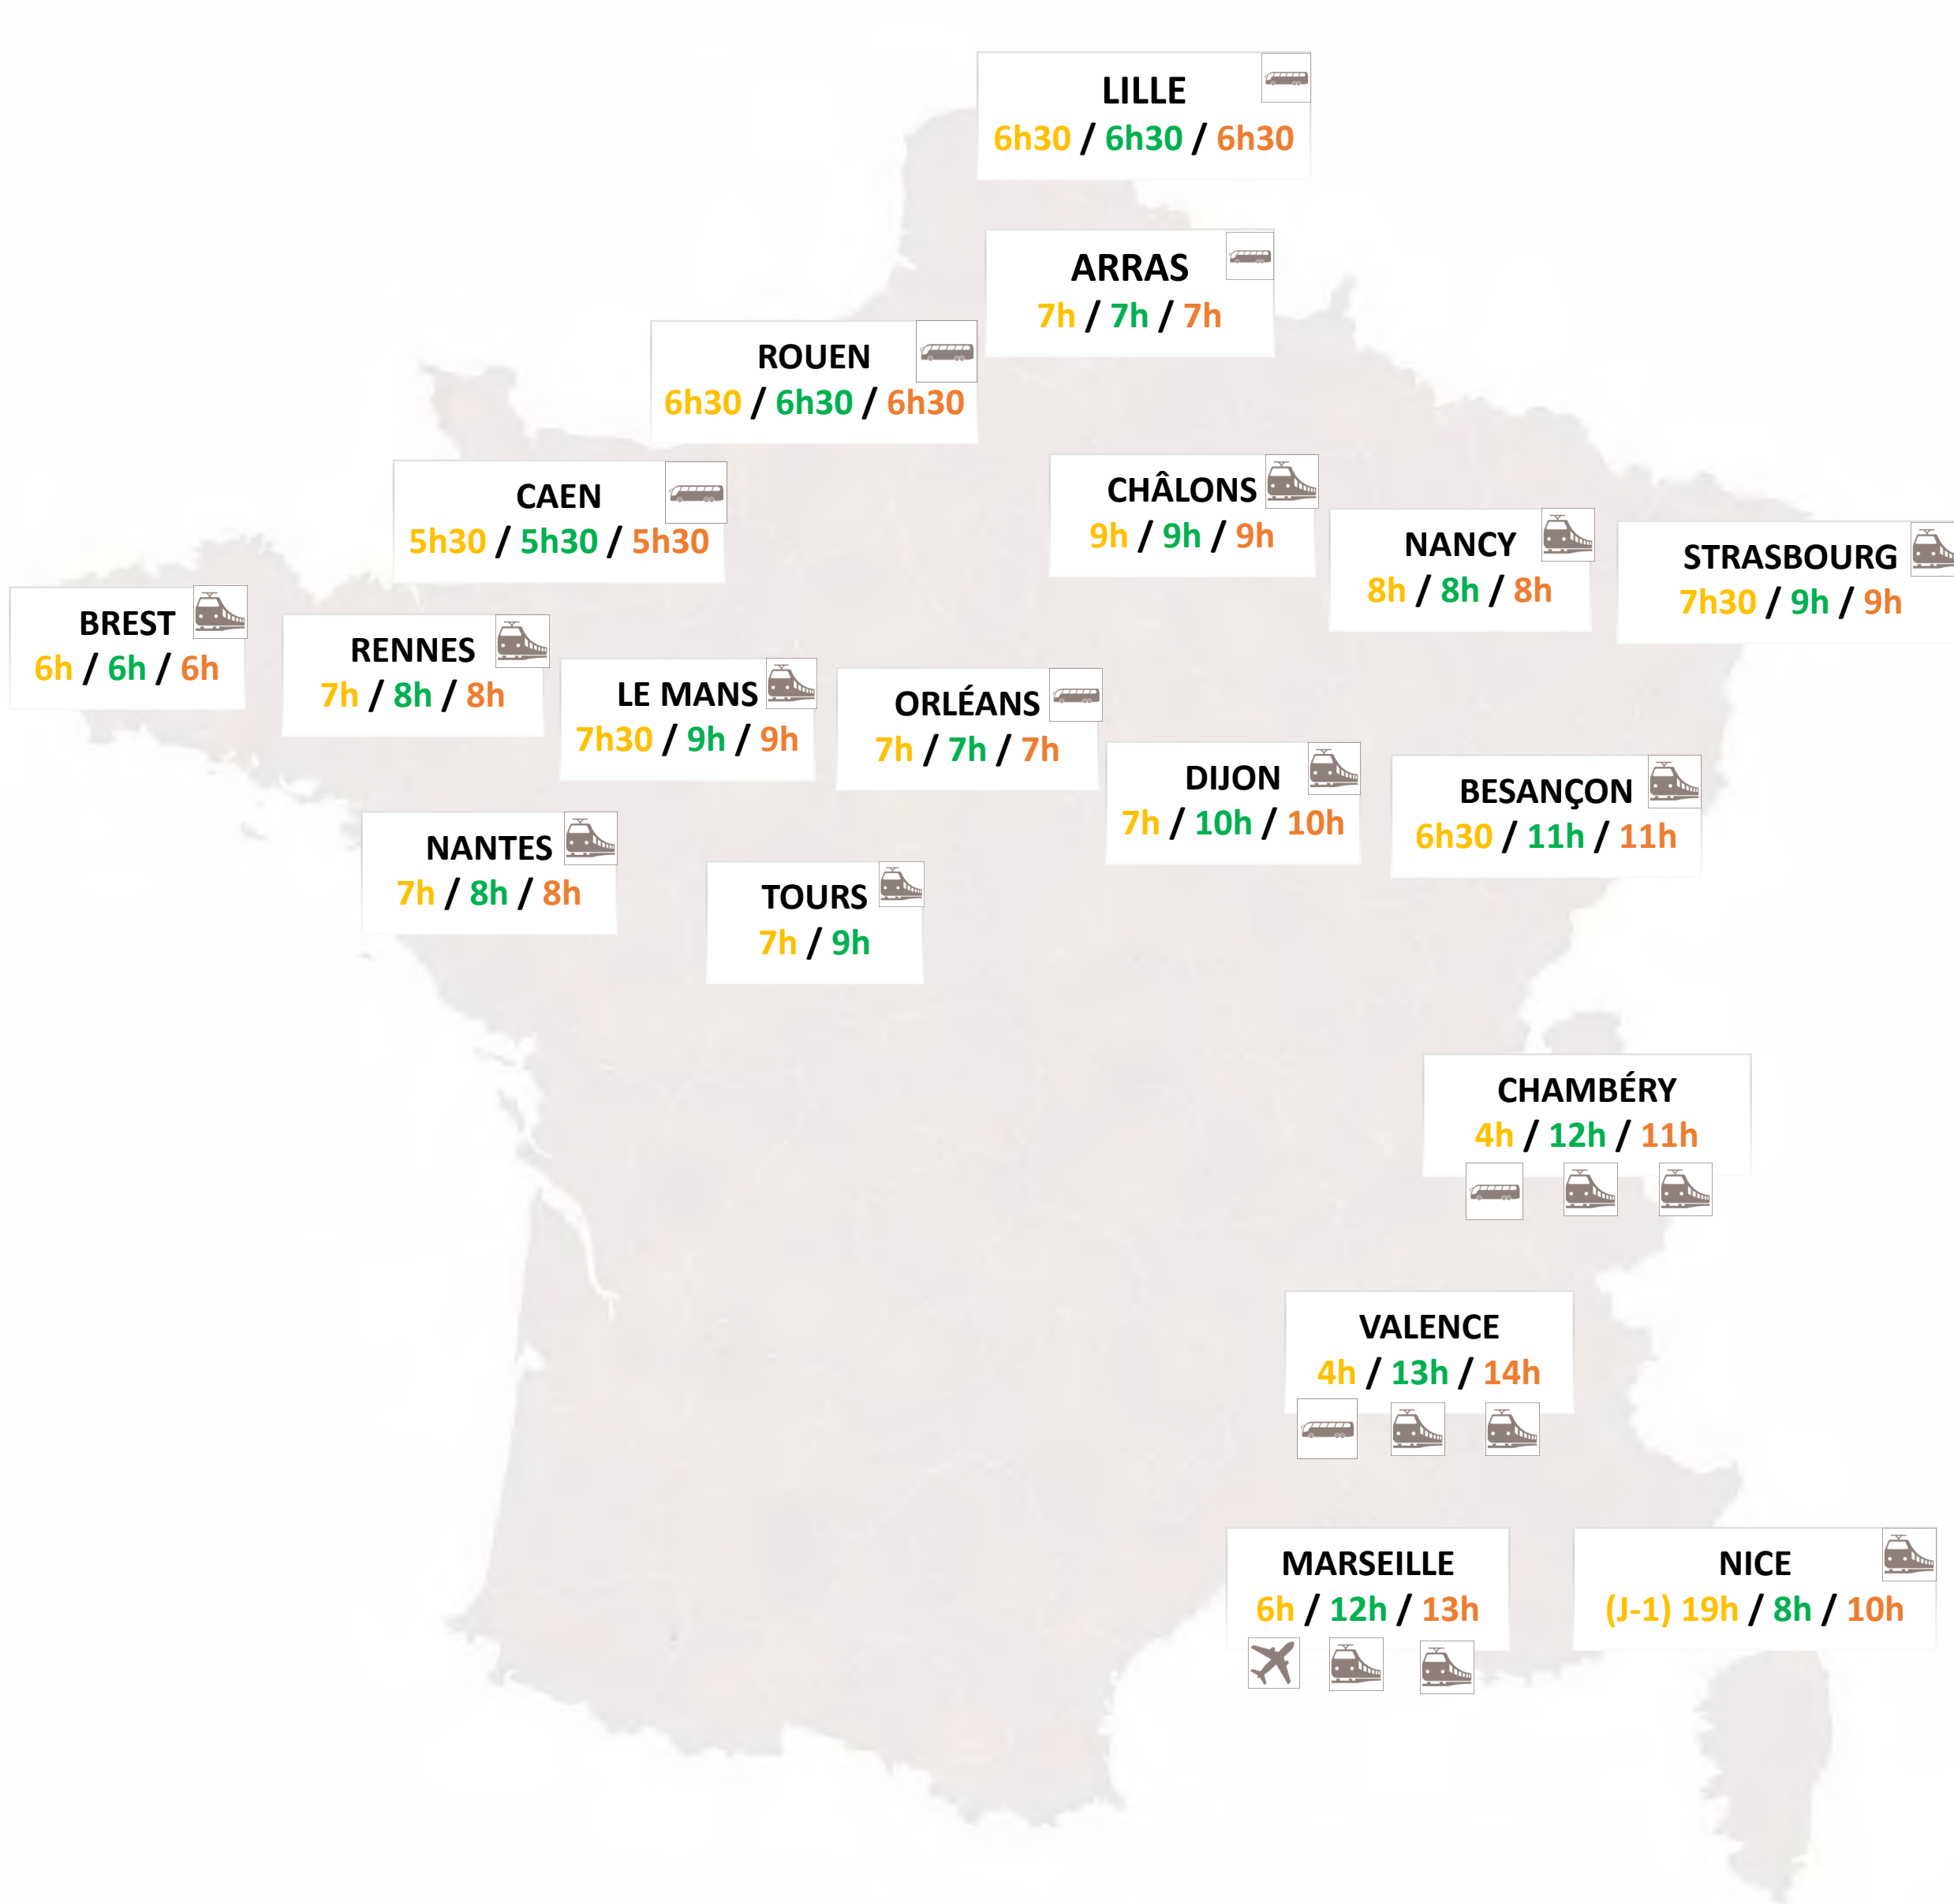 LILLE
6h30 / 6h30 / 6h30
ARRAS
7h / 7h / 7h
ROUEN
6h30 / 6h30 / 6h30
CAEN
5h30 / 5h30 / 5h30
CHÂLONS
9h / 9h / 9h
NANCY
8h / 8h / 8h
STRASBOURG
7h30 / 9h / 9h
BREST
6h / 6h / 6h
RENNES
7h / 8h / 8h
LE MANS
7h30 / 9h / 9h
ORLÉANS
7h / 7h / 7h
DIJON
7h / 10h / 10h
BESANÇON
6h30 / 11h / 11h
NANTES
7h / 8h / 8h
TOURS
7h / 9h
CHAMBÉRY
4h / 12h / 11h
VALENCE
4h / 13h / 14h
MARSEILLE
6h / 12h / 13h
NICE
(J-1) 19h / 8h / 10h